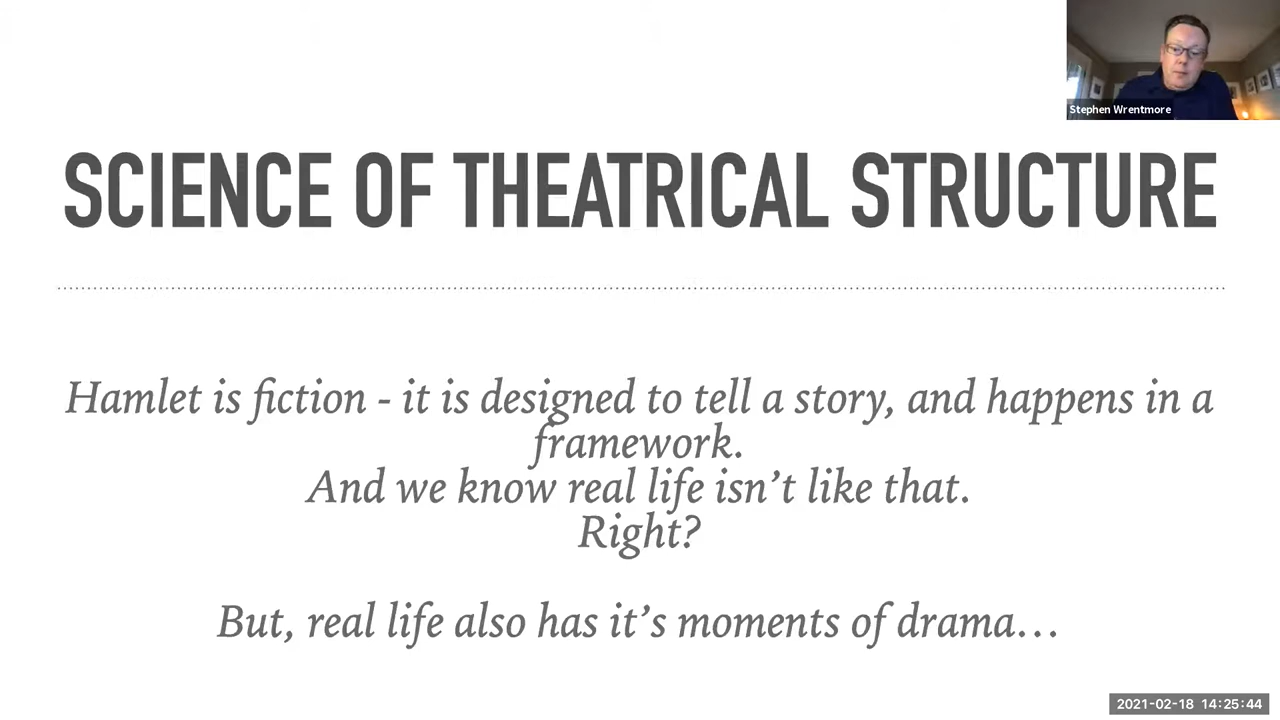 Stephen Wrentmore
SCIENCE OF THEATRICAL STRUCTURE
Hamlet is fiction - it is designed to tell a story, and happens in a
framework.
And we know real life isn’t like that.
Right?
But, real life also has it’s moments of drama…
2021-02-18 14:25:44